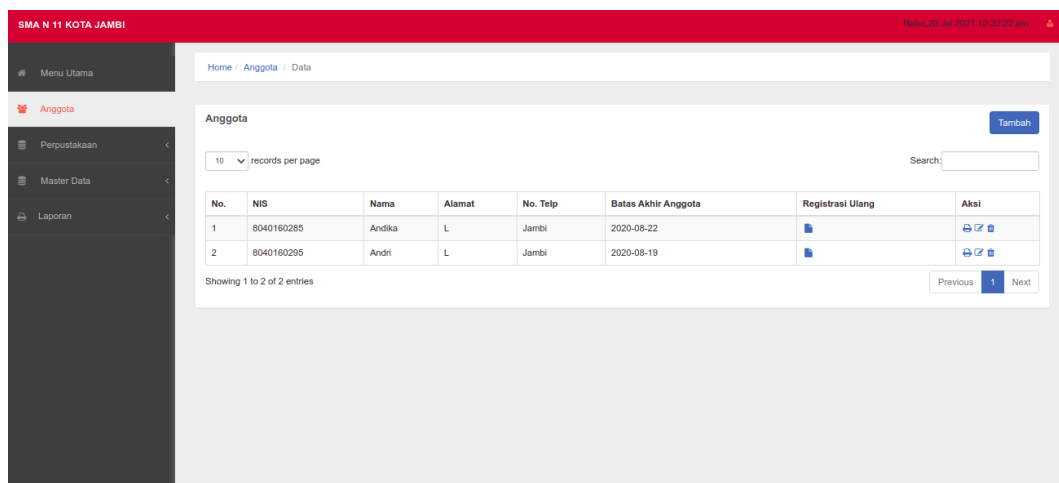 SMA N 11 KOTA JAMBI
Rabu,28 Jul 2021 10:32:22 am
Menu Utama
Home / Anggota / Data
Anggota
Anggota
Tambah
Perpustakaan
10 records per page
Search:
Master Data
No. NIS Nama Alamat No. Telp Batas Akhir Anggota Registrasi Ulang Aksi
Laporan
1 8040160285 Andika L Jambi 2020-08-22
2 8040160295 Andri L Jambi 2020-08-19
Showing 1 to 2 of 2 entries
Previous 1 Next